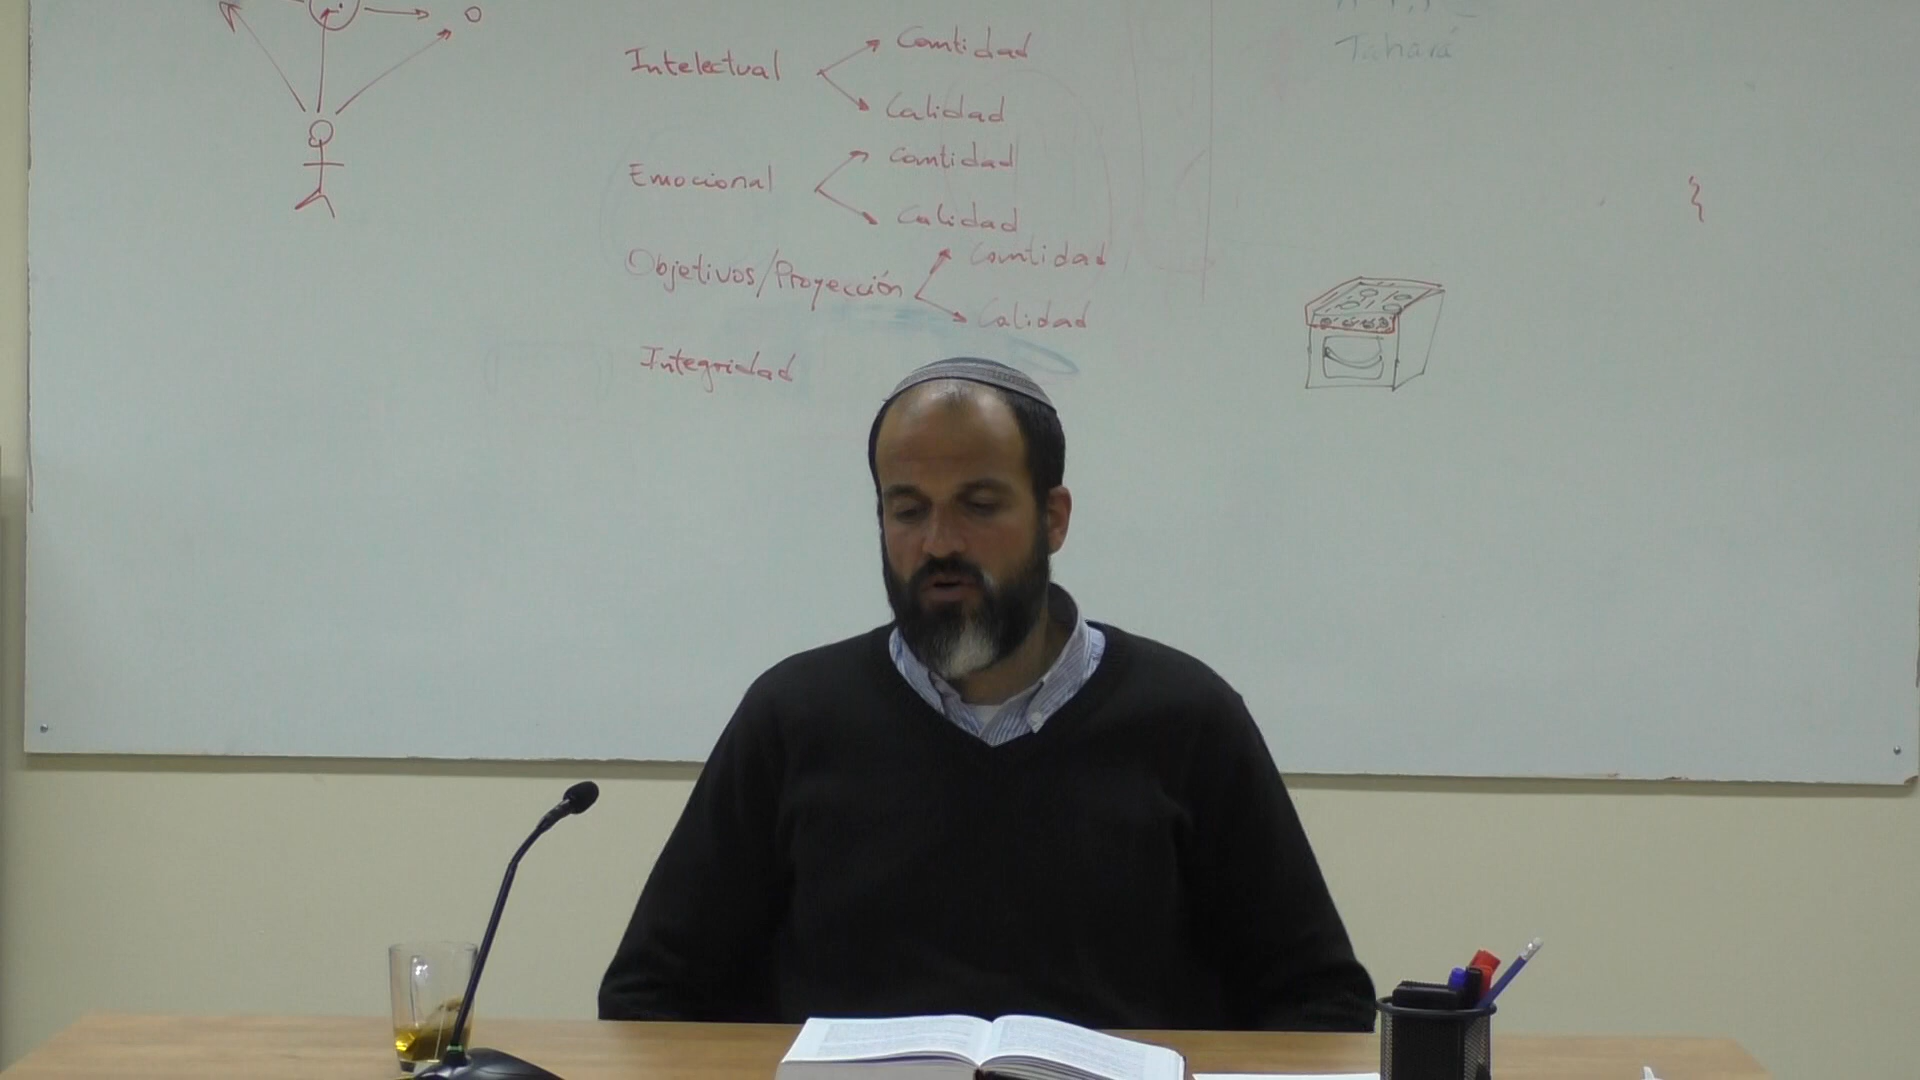 Intelectual
Cantidad
Calidad
Emocional
Cantidad
Calidad
Objetivos/Proyección
Cantidad
Calidad
Integridad
Tahará